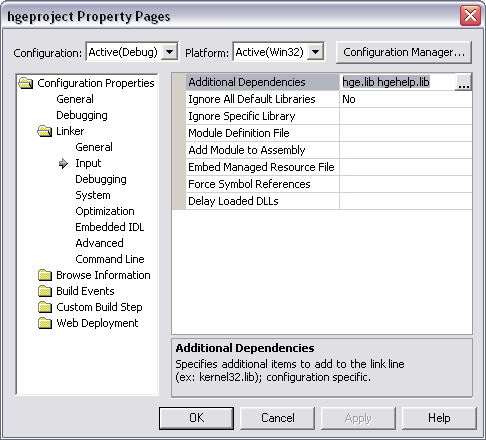 hgeproject Property Pages
Configuration: Active(Debug) Platform: Active(Win32) Configuration Manager...
Configuration Properties
General
Debugging
Linker
General
Input
Debugging
System
Optimization
Embedded IDL
Advanced
Command Line
Browse Information
Build Events
Custom Build Step
Web Deployment
Additional Dependencies hge.lib hgehelp.lib ...
Ignore All Default Libraries No
Ignore Specific Library
Module Definition File
Add Module to Assembly
Embed Managed Resource File
Force Symbol References
Delay Loaded DLLs
Additional Dependencies
Specifies additional items to add to the link line
(ex: kernel32.lib); configuration specific.
OK Cancel Apply Help